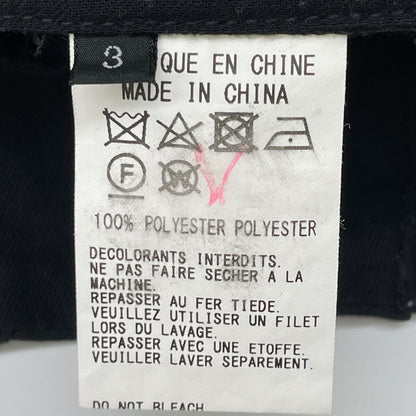 3
QUE EN CHINE
MADE IN CHINA
F W
100% POLYESTER POLYESTER
DECOLORANTS INTERDITS.
NE PAS FAIRE SECHER A LA
MACHINE.
REPASSER AU FER TIEDE.
VEUILLEZ UTILISER UN FILET
LORS DU LAVAGE.
REPASSER AVEC UNE ETOFFE.
VEUILLER LAVER SEPAREMENT.
DO NOT BLEACH